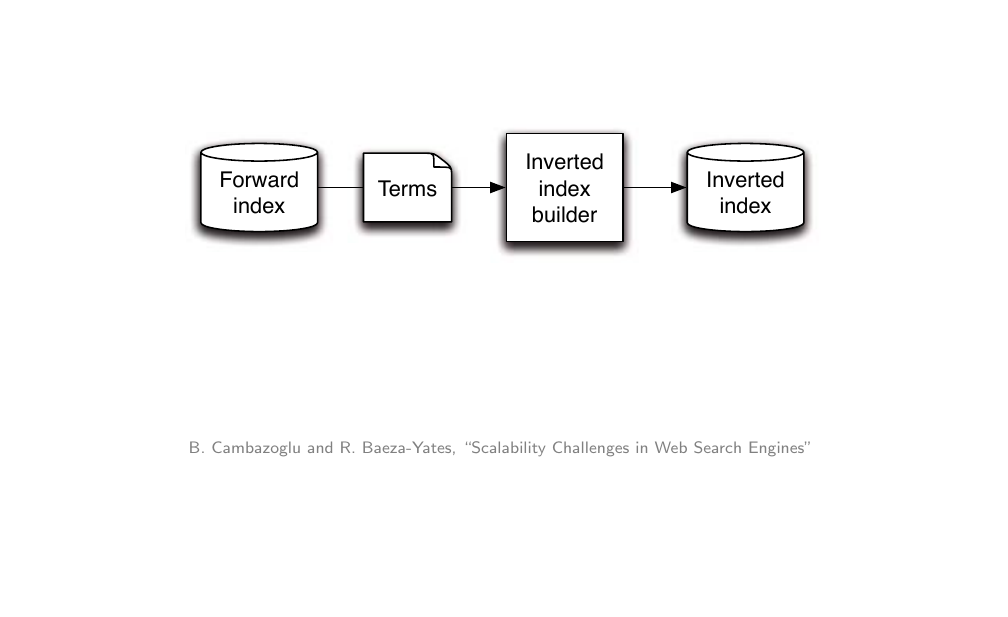 Forward
index
Terms
Inverted
index
builder
Inverted
index
B. Cambazoglu and R. Baeza-Yates, “Scalability Challenges in Web Search Engines”